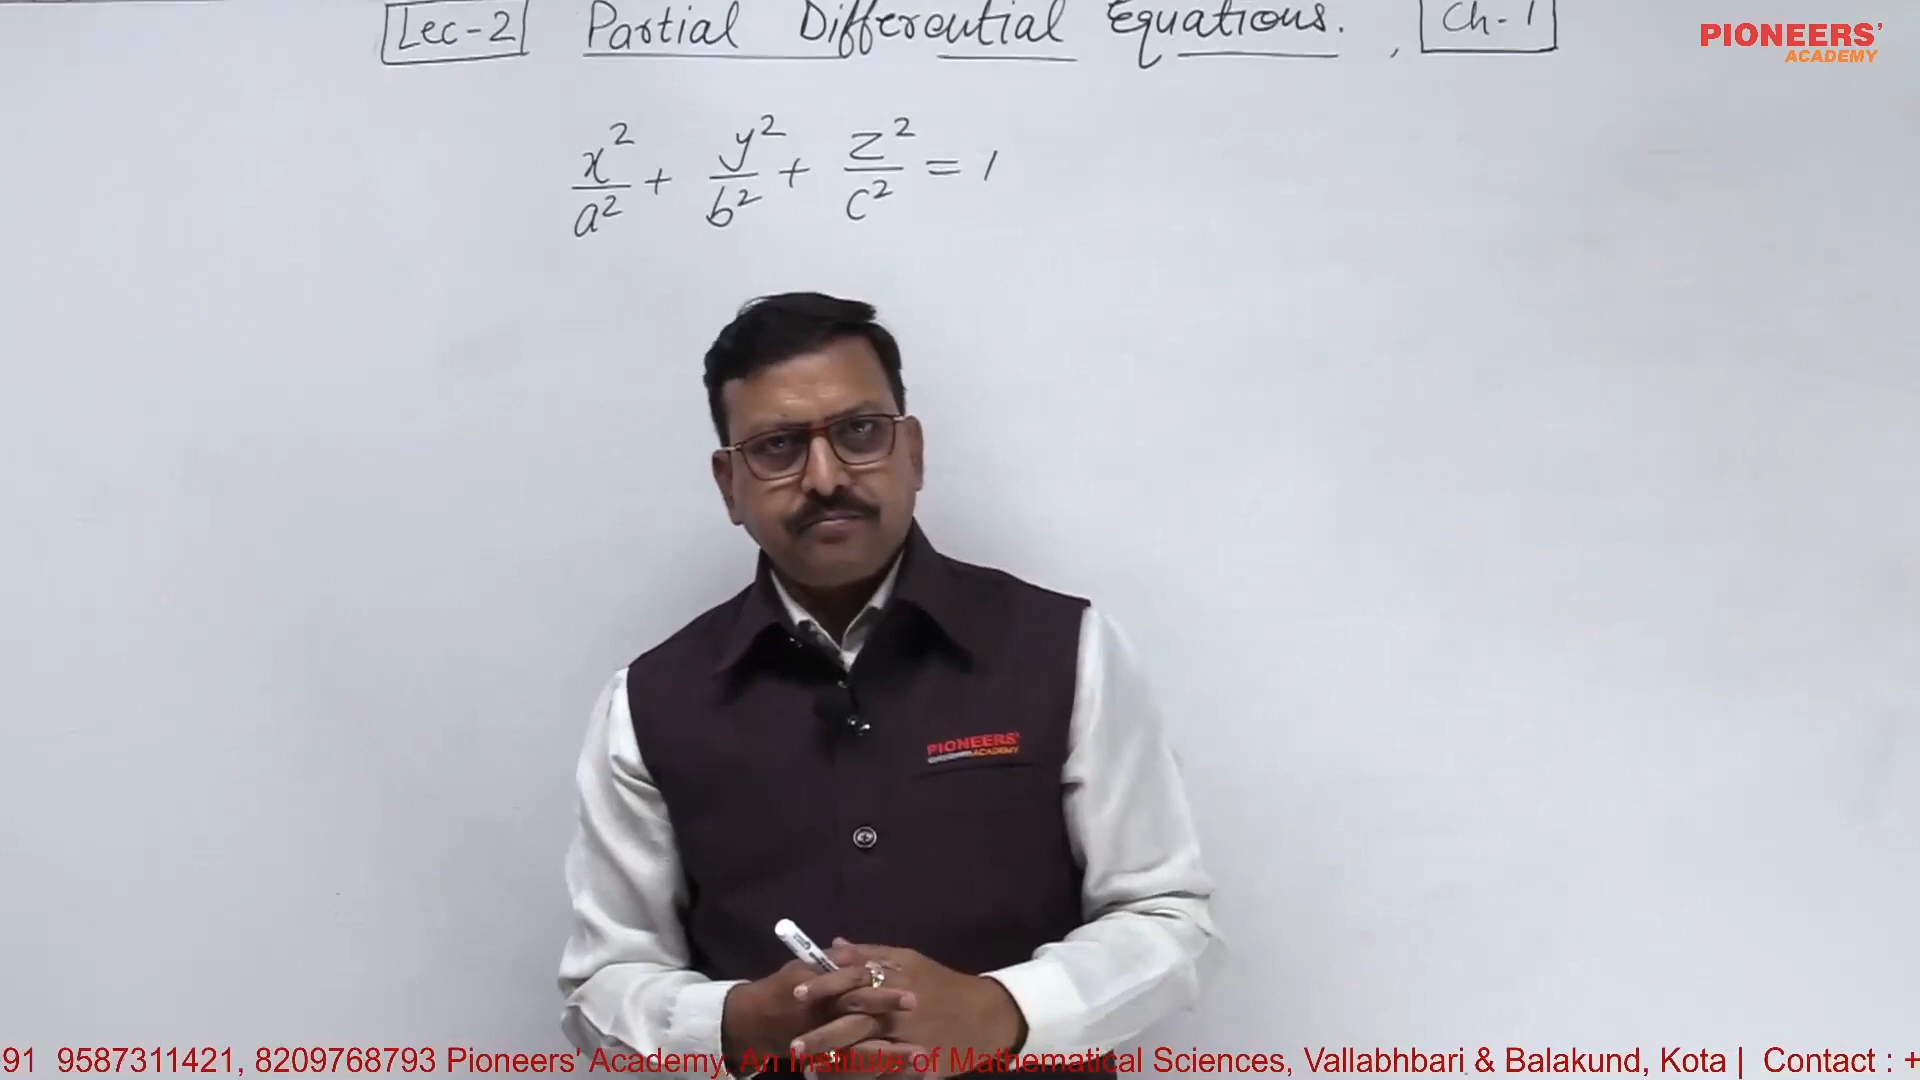 Lec-2 Partial Differential Equations. , Ch-1
PIONEERS'
ACADEMY
x²/a² + y²/b² + z²/c² = 1
PIONEERS'
ACADEMY
91 9587311421, 8209768793 Pioneers' Academy, An Institute of Mathematical Sciences, Vallabhbari & Balakund, Kota | Contact : +